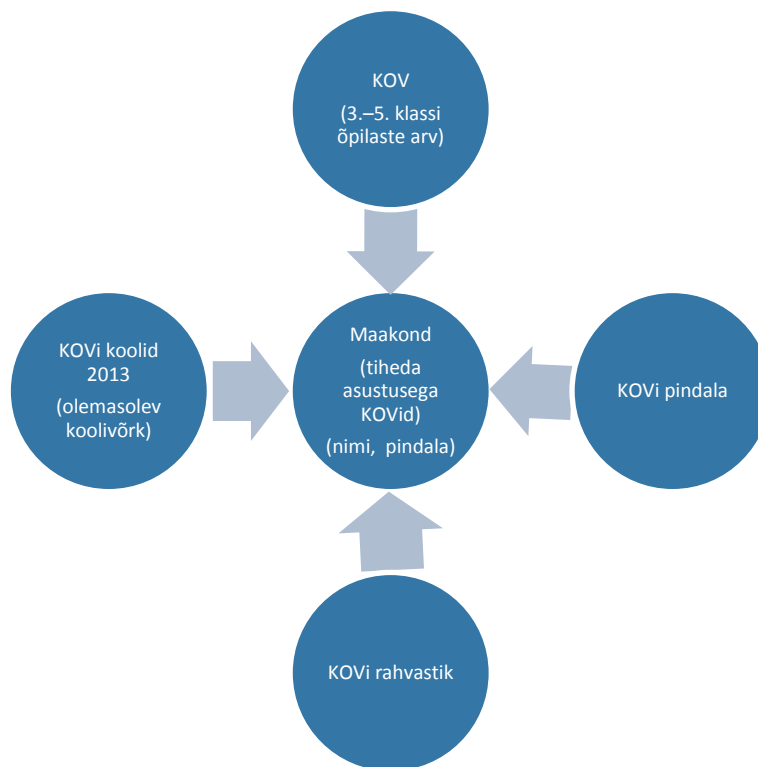 KOV
(3.–5. klassi
õpilaste arv)
KOVi koolid
2013
(olemasolev
koolivõrk)
Maakond
(tiheda
asustusega
KOVid)
(nimi, pindala)
KOVi pindala
KOVi rahvastik